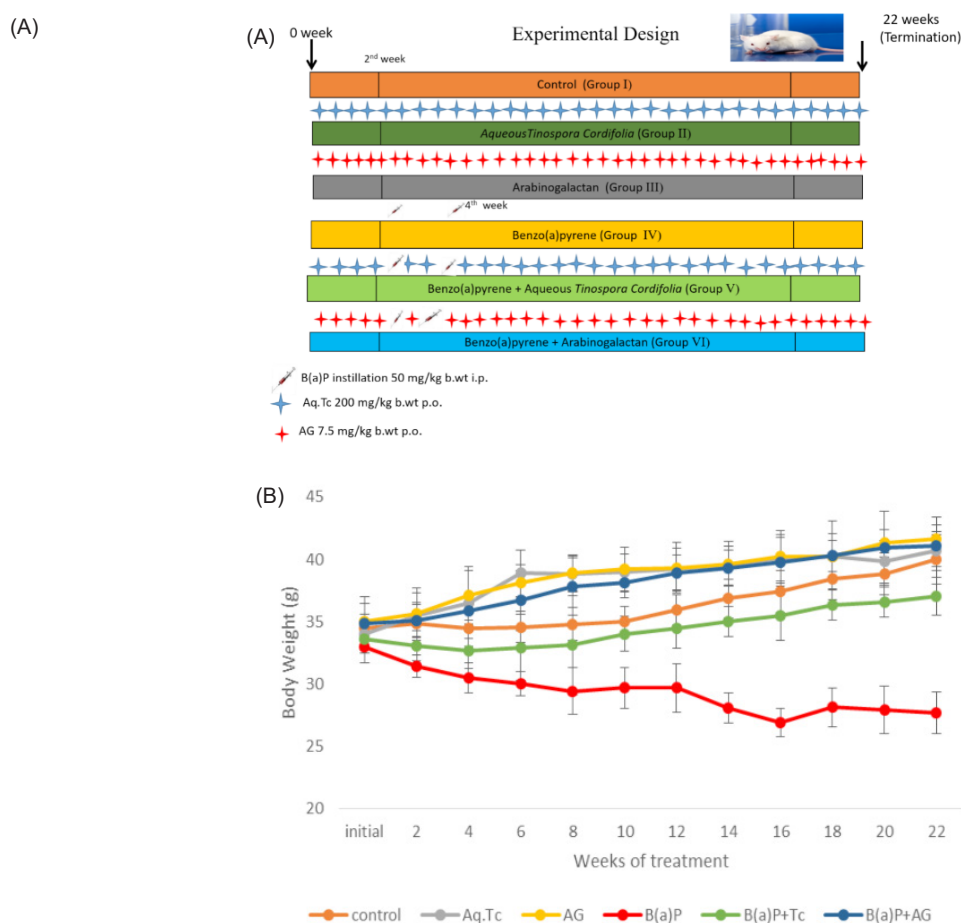 (A)
(A)
0 week
Experimental Design
22 weeks
(Termination)
2nd week
Control (Group I)
AqueousTinospora Cordifolia (Group II)
Arabinogalactan (Group III)
4th week
Benzo(a)pyrene (Group IV)
Benzo(a)pyrene + Aqueous Tinospora Cordifolia (Group V)
Benzo(a)pyrene + Arabinogalactan (Group VI)
B(a)P instillation 50 mg/kg b.wt i.p.
Aq.Tc 200 mg/kg b.wt p.o.
AG 7.5 mg/kg b.wt p.o.
(B)
45
40
35
30
25
20
Body Weight (g)
initial 2 4 6 8 10 12 14 16 18 20 22
Weeks of treatment
control Aq.Tc AG B(a)P B(a)P+Tc B(a)P+AG